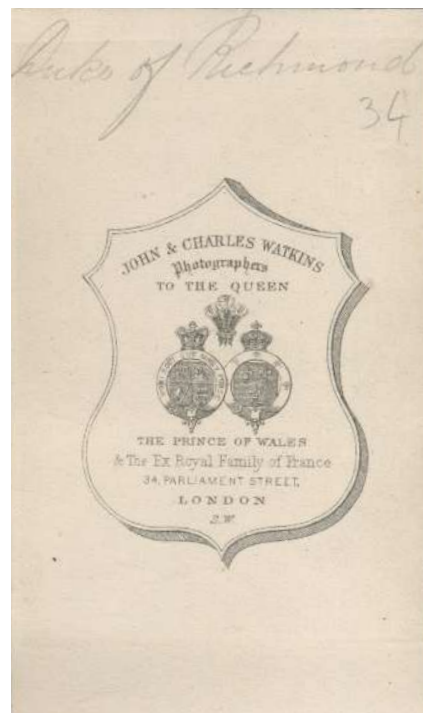 Duke of Richmond
34
JOHN & CHARLES WATKINS
Photographers
TO THE QUEEN
THE PRINCE OF WALES
& The Ex Royal Family of France
34, PARLIAMENT STREET,
LONDON
S.W.